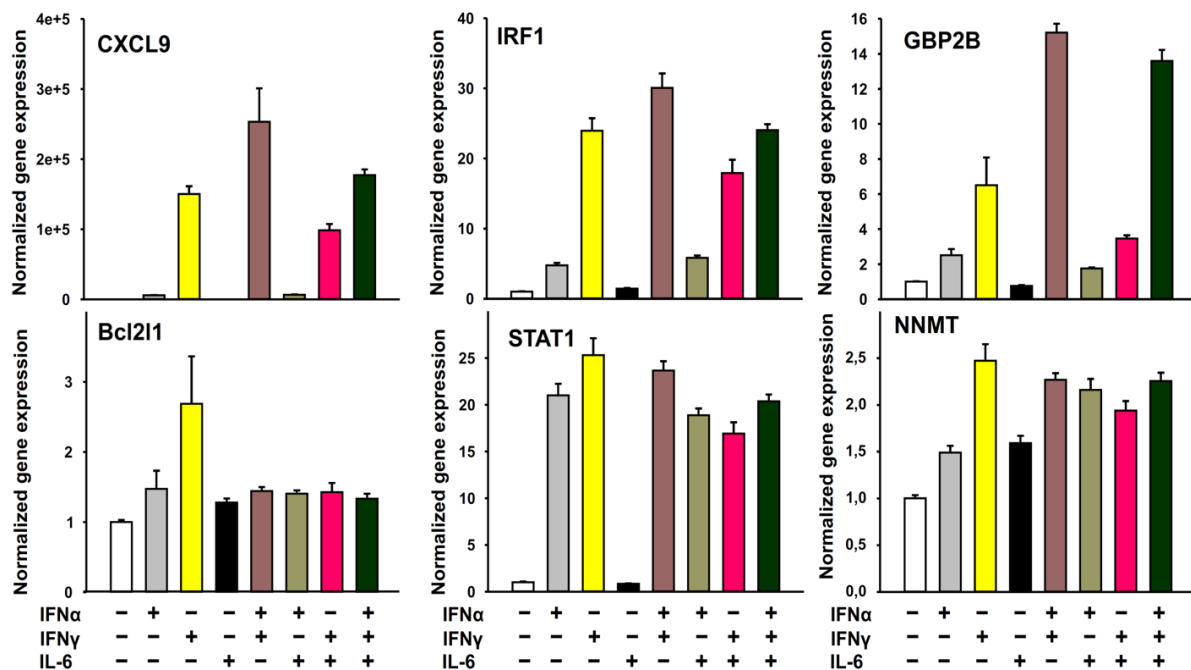 CXCL9
Normalized gene expression
4e+5
3e+5
2e+5
1e+5
0
IRF1
Normalized gene expression
40
30
20
10
0
GBP2B
Normalized gene expression
16
14
12
10
8
6
4
2
0
Bcl2l1
Normalized gene expression
3
2
1
0
STAT1
Normalized gene expression
25
20
15
10
5
0
NNMT
Normalized gene expression
2,5
2,0
1,5
1,0
0,5
0,0
IFNα − + − − + + − +
IFNγ − − + − + − + +
IL-6 − − − + − + + +
IFNα − + − − + + − +
IFNγ − − + − + − + +
IL-6 − − − + − + + +
IFNα − + − − + + − +
IFNγ − − + − + − + +
IL-6 − − − + − + + +